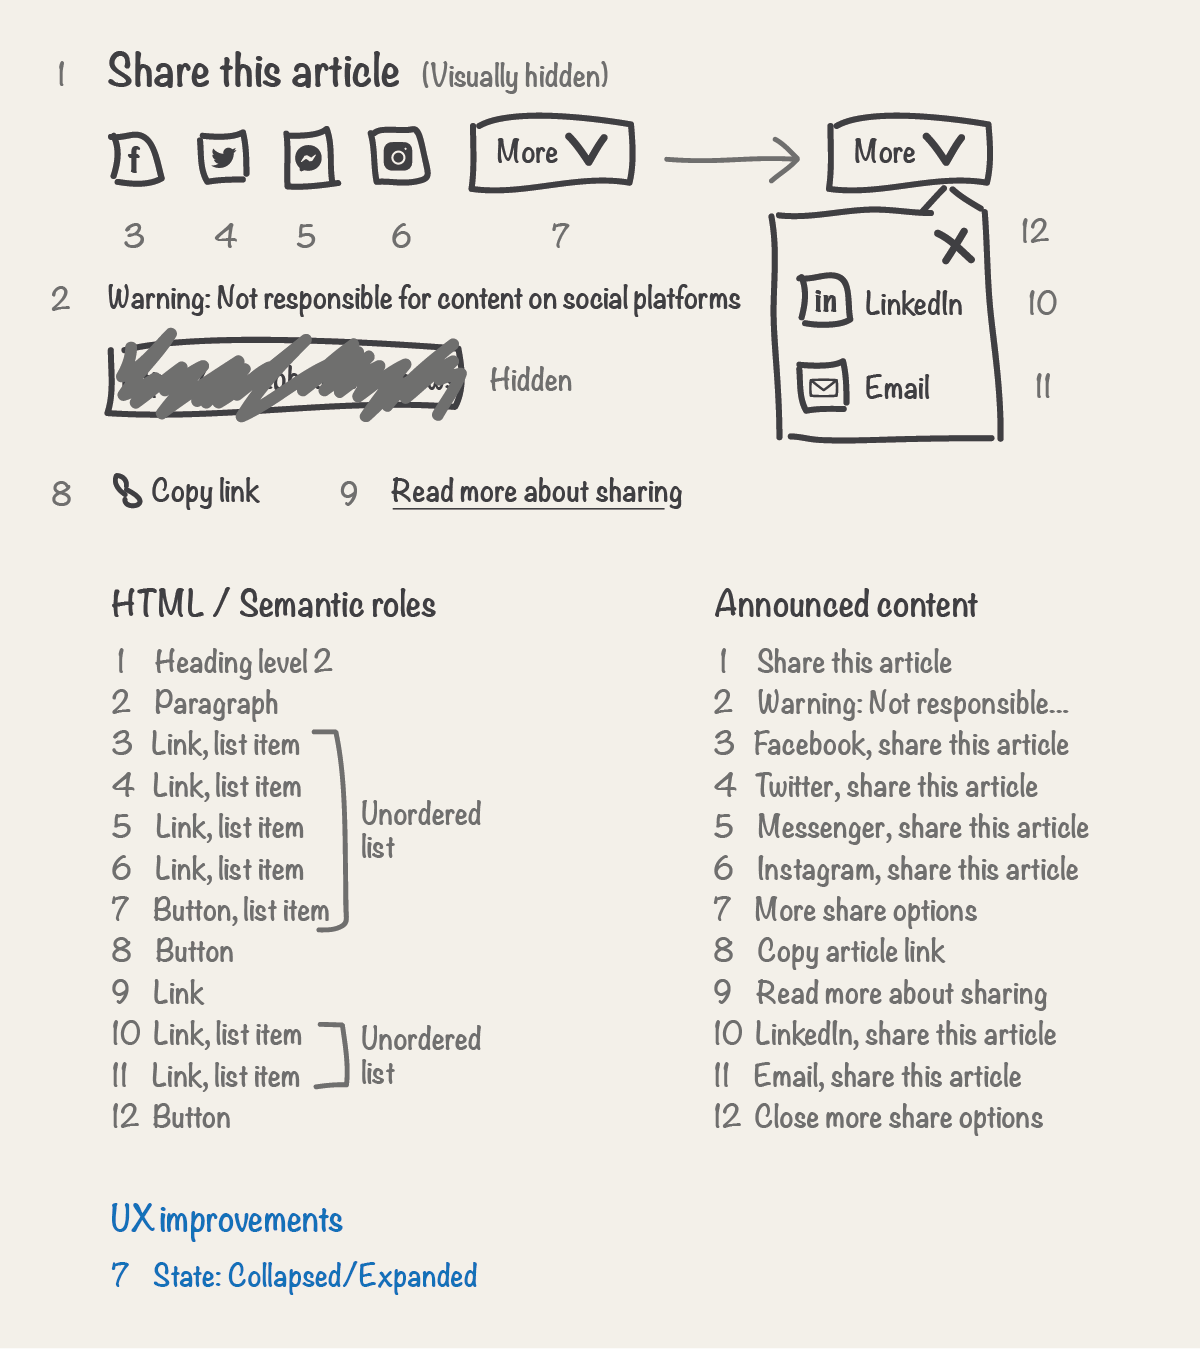 1 Share this article (Visually hidden)
f
More
More
3 4 5 6 7
12
2 Warning: Not responsible for content on social platforms
in LinkedIn 10
Hidden
Email 11
8 Copy link 9 Read more about sharing
HTML / Semantic roles
1 Heading level 2
2 Paragraph
3 Link, list item
4 Link, list item
5 Link, list item
6 Link, list item
7 Button, list item
Unordered
list
8 Button
9 Link
10 Link, list item
11 Link, list item
Unordered
list
12 Button
Announced content
1 Share this article
2 Warning: Not responsible...
3 Facebook, share this article
4 Twitter, share this article
5 Messenger, share this article
6 Instagram, share this article
7 More share options
8 Copy article link
9 Read more about sharing
10 LinkedIn, share this article
11 Email, share this article
12 Close more share options
UX improvements
7 State: Collapsed/Expanded